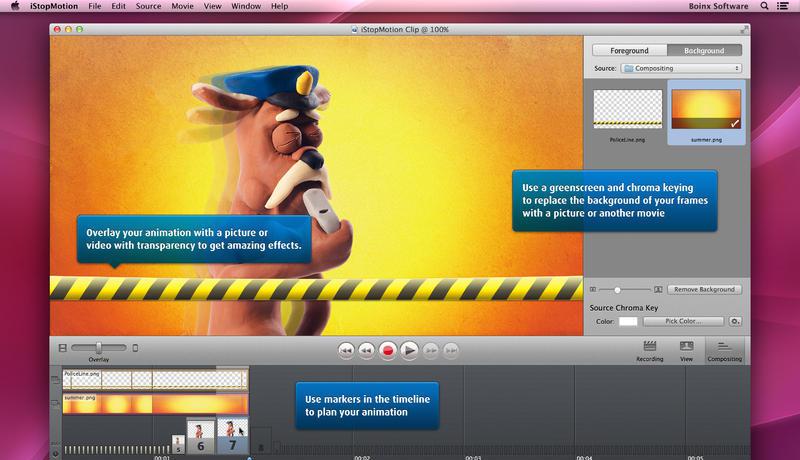 iStopMotion File Edit Source Movie View Window Help Boinx Software
iStopMotion Clip @ 100%
Foreground Background
Source: Compositing
PoliceLine.png summer.png
Use a greenscreen and chroma keying
to replace the background of your frames
with a picture or another movie
Overlay your animation with a picture or
video with transparency to get amazing effects.
Remove Background
Source Chroma Key
Color: Pick Color...
Overlay
Recording View Compositing
PoliceLine.png
summer.png
Use markers in the timeline
to plan your animation
5 6 7 8
00:01 00:02 00:03 00:04 00:05